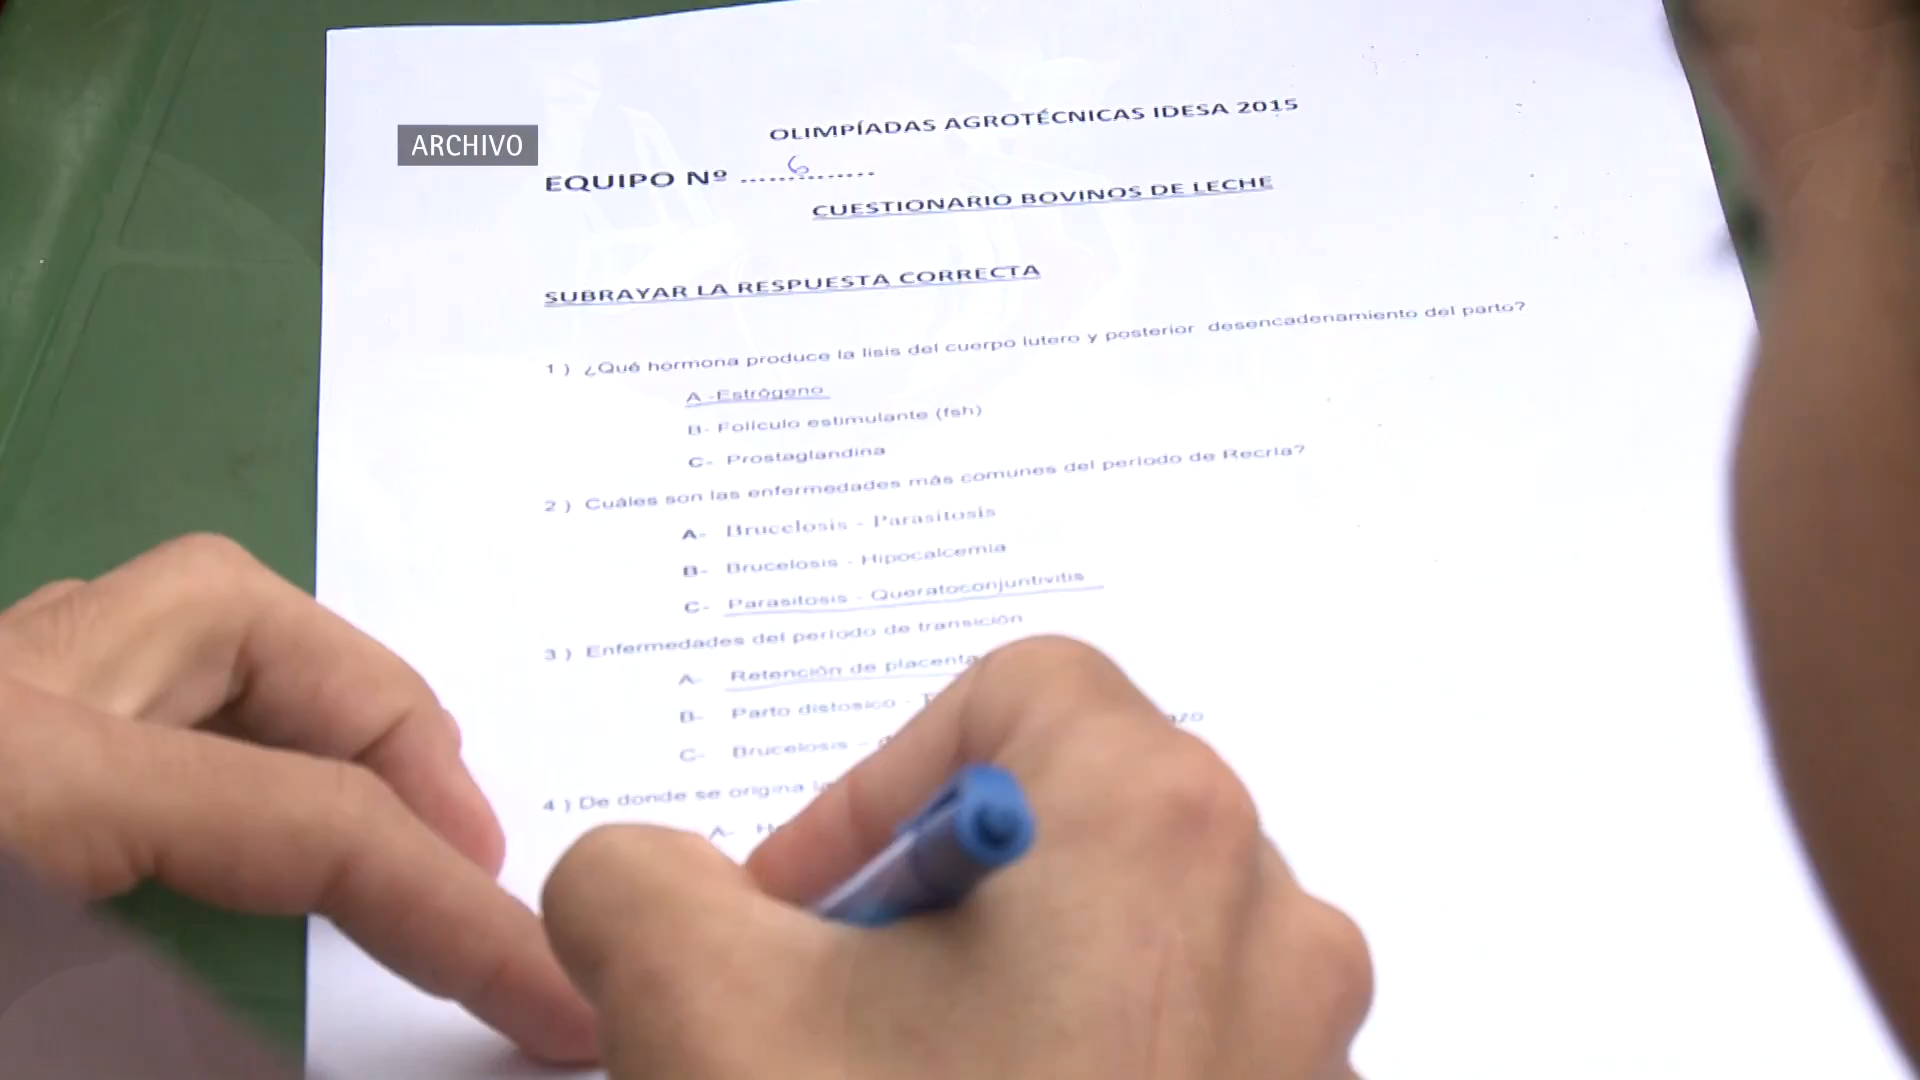 ARCHIVO
OLIMPÍADAS AGROTÉCNICAS IDESA 2015
EQUIPO Nº ......6........
CUESTIONARIO BOVINOS DE LECHE
SUBRAYAR LA RESPUESTA CORRECTA
1 ) ¿Qué hormona produce la lisis del cuerpo lutero y posterior desencadenamiento del parto?
A -Estrógeno
B- Folículo estimulante (fsh)
C- Prostaglandina
2 ) Cuáles son las enfermedades más comunes del periodo de Recria?
A- Brucelosis - Parasitosis
B- Brucelosis - Hipocalcemia
C- Parasitosis - Queratoconjuntivitis
3 ) Enfermedades del periodo de transición
A- Retención de placenta
B- Parto distosico -
C- Brucelosis –
4 ) De donde se origina
A-